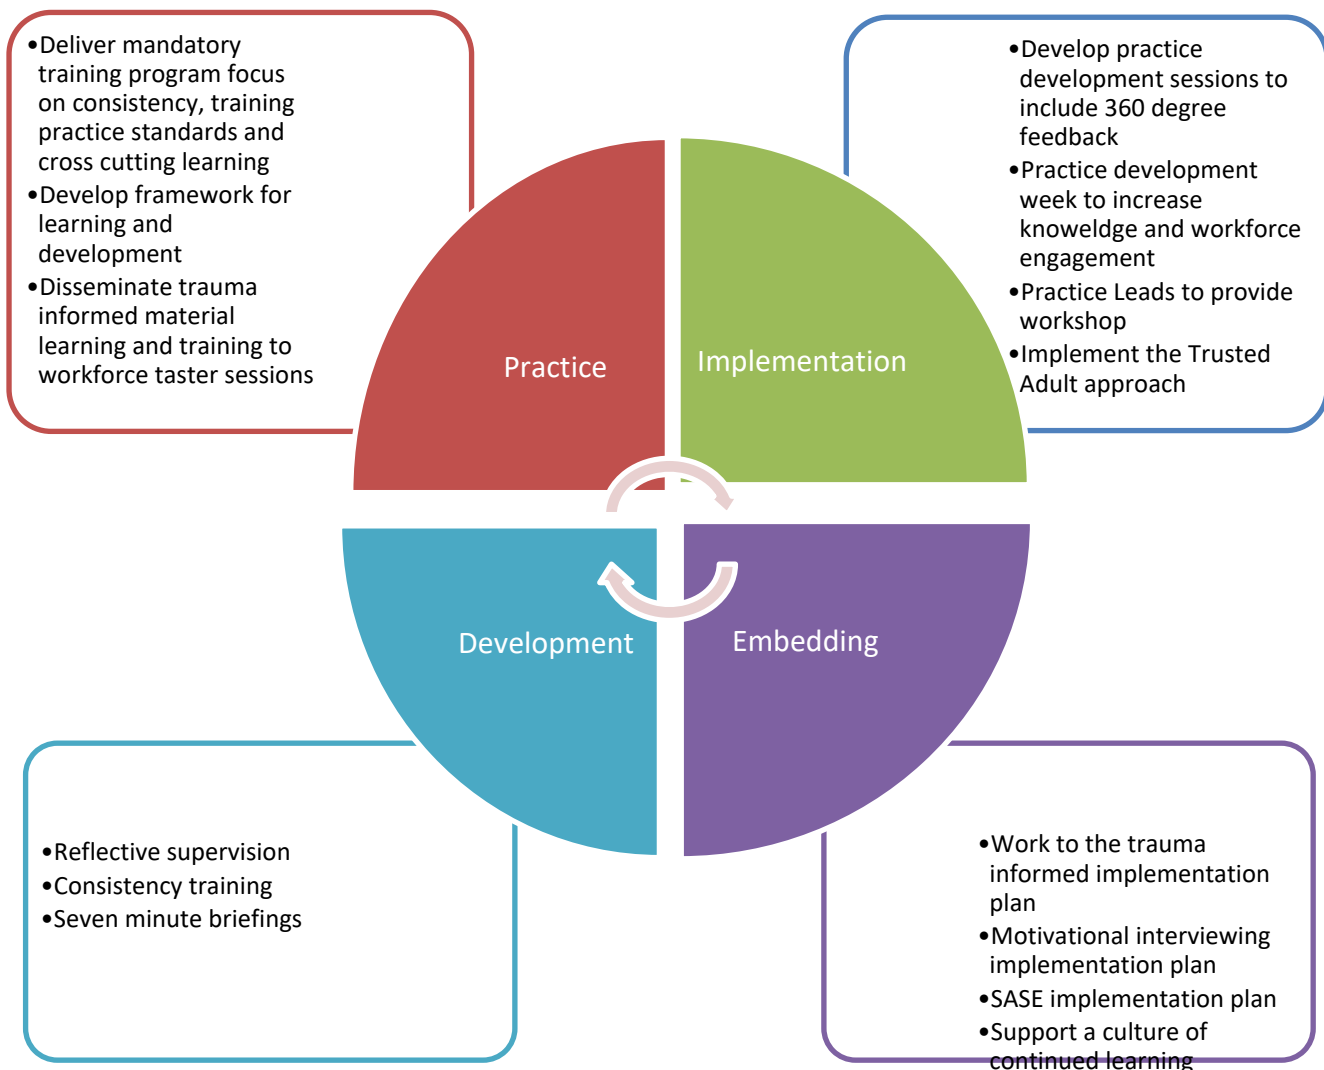 •Deliver mandatory
training program focus
on consistency, training
practice standards and
cross cutting learning
•Develop framework for
learning and
development
•Disseminate trauma
informed material
learning and training to
workforce taster sessions
•Develop practice
development sessions to
include 360 degree
feedback
•Practice development
week to increase
knoweldge and workforce
engagement
•Practice Leads to provide
workshop
•Implement the Trusted
Adult approach
Practice
Implementation
Development
Embedding
•Reflective supervision
•Consistency training
•Seven minute briefings
•Work to the trauma
informed implementation
plan
•Motivational interviewing
implementation plan
•SASE implementation plan
•Support a culture of
continued learning